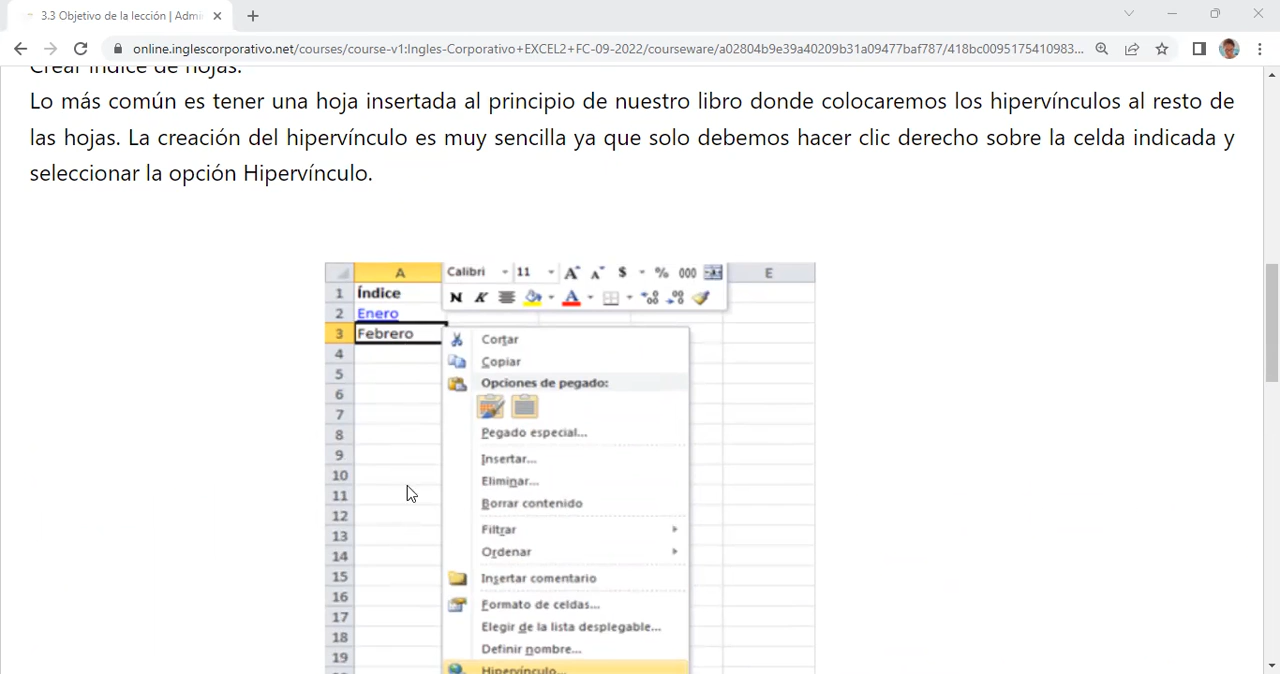 3.3 Objetivo de la lección | Admi
online.inglescorporativo.net/courses/course-v1:Ingles-Corporativo+EXCEL2+FC-09-2022/courseware/a02804b9e39a40209b31a09477baf787/418bc0095175410983...
Crear índice de hojas.
Lo más común es tener una hoja insertada al principio de nuestro libro donde colocaremos los hipervínculos al resto de
las hojas. La creación del hipervínculo es muy sencilla ya que solo debemos hacer clic derecho sobre la celda indicada y
seleccionar la opción Hipervínculo.
Calibri 11 A A $ % 000
A E
N K A
1 Índice
2 Enero
3 Febrero
Cortar
4
Copiar
5 Opciones de pegado:
6
7
8 Pegado especial...
9 Insertar...
10 Eliminar...
11 Borrar contenido
12
13 Filtrar
14 Ordenar
15 Insertar comentario
16 Formato de celdas...
17 Elegir de la lista desplegable...
18 Definir nombre...
19 Hipervínculo...